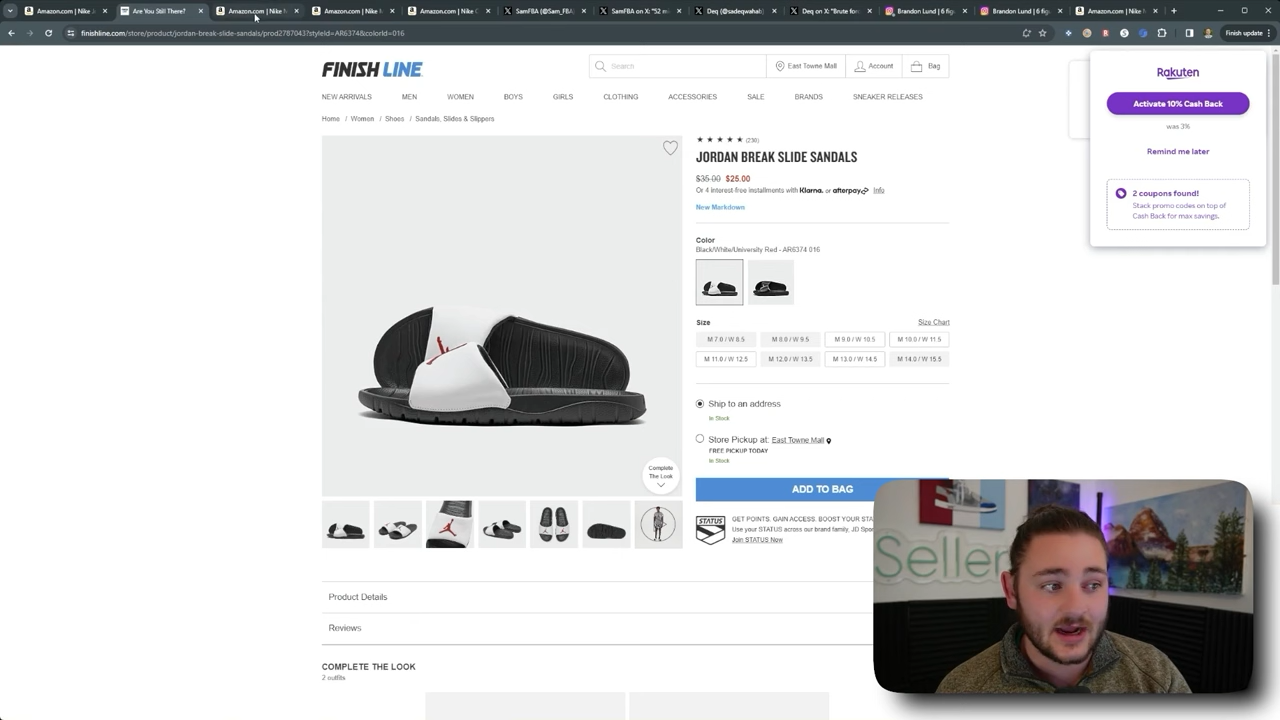 Amazon.com | Nike J
Are You Still There?
Amazon.com | Nike M
Amazon.com | Nike M
Amazon.com | Nike C
SamFBA (@Sam_FBA)
SamFBA on X: "52 m
Deq (@sadeqwahab)
Deq on X: "Brute for
Brandon Lund | 6 fig
Brandon Lund | 6 fig
Amazon.com | Nike M
finishline.com/store/product/jordan-break-slide-sandals/prod2787043?styleId=AR6374&colorId=016
Finish update
FINISH LINE
Search
East Towne Mall
Account
Bag
NEW ARRIVALS MEN WOMEN BOYS GIRLS CLOTHING ACCESSORIES SALE BRANDS SNEAKER RELEASES
Home / Women / Shoes / Sandals, Slides & Slippers
(230)
JORDAN BREAK SLIDE SANDALS
$35.00 $25.00
Or 4 interest-free installments with Klarna. or afterpay Info
New Markdown
Color
Black/White/University Red - AR6374 016
Size
Size Chart
M 7.0 / W 8.5 M 8.0 / W 9.5 M 9.0 / W 10.5 M 10.0 / W 11.5
M 11.0 / W 12.5 M 12.0 / W 13.5 M 13.0 / W 14.5 M 14.0 / W 15.5
Ship to an address
In Stock
Store Pickup at: East Towne Mall
FREE PICKUP TODAY
In Stock
Complete
The Look
ADD TO BAG
STATUS
GET POINTS. GAIN ACCESS. BOOST YOUR STA
Use your STATUS across our brand family, JD Spor
Join STATUS Now
Product Details
Reviews
COMPLETE THE LOOK
2 outfits
Rakuten
Activate 10% Cash Back
was 3%
Remind me later
2 coupons found!
Stack promo codes on top of
Cash Back for max savings.
Seller